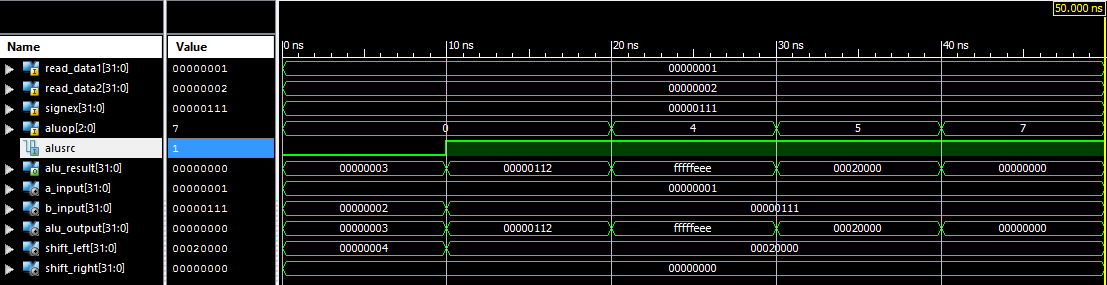 50.000 ns
Name Value 0 ns 10 ns 20 ns 30 ns 40 ns
read_data1[31:0] 00000001 00000001
read_data2[31:0] 00000002 00000002
signex[31:0] 00000111 00000111
aluop[2:0] 7 0 4 5 7
alusrc 1
alu_result[31:0] 00000000 00000003 00000112 fffffeee 00020000 00000000
a_input[31:0] 00000001 00000001
b_input[31:0] 00000111 00000002 00000111
alu_output[31:0] 00000000 00000003 00000112 fffffeee 00020000 00000000
shift_left[31:0] 00020000 00000004 00020000
shift_right[31:0] 00000000 00000000